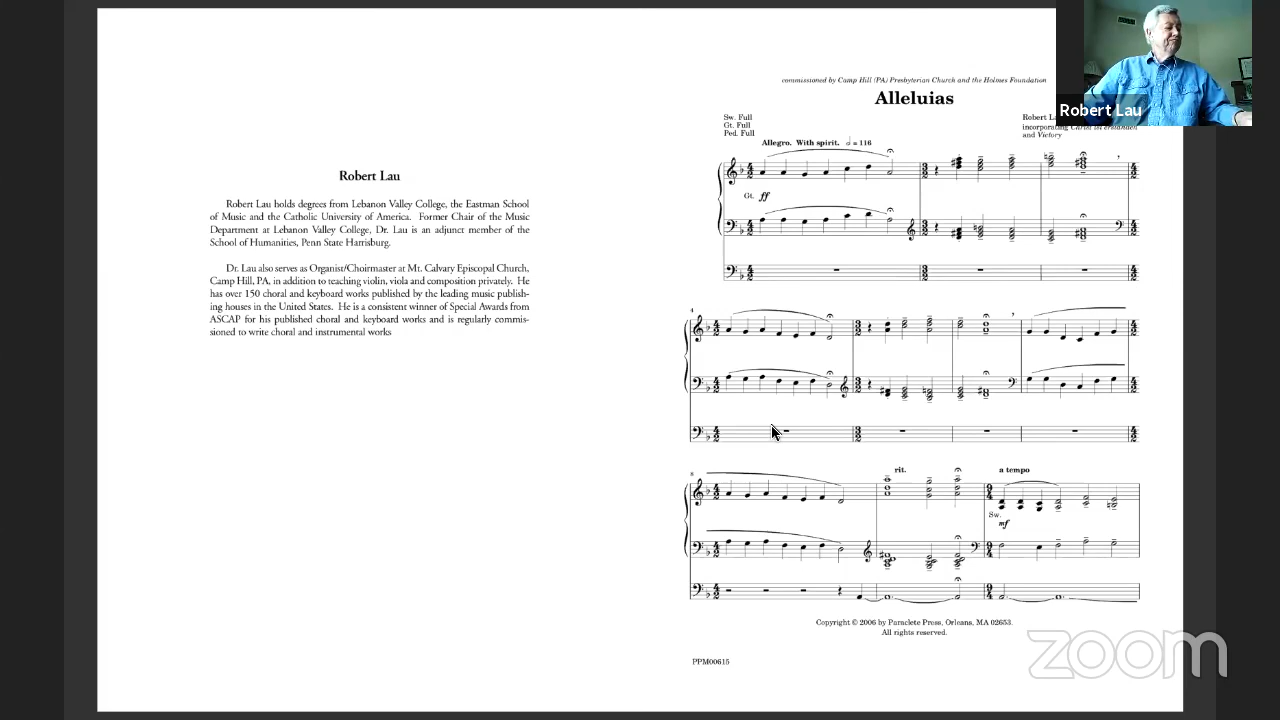 Robert Lau
Robert Lau holds degrees from Lebanon Valley College, the Eastman School
of Music and the Catholic University of America. Former Chair of the Music
Department at Lebanon Valley College, Dr. Lau is an adjunct member of the
School of Humanities, Penn State Harrisburg.
Dr. Lau also serves as Organist/Choirmaster at Mt. Calvary Episcopal Church,
Camp Hill, PA, in addition to teaching violin, viola and composition privately. He
has over 150 choral and keyboard works published by the leading music publish-
ing houses in the United States. He is a consistent winner of Special Awards from
ASCAP for his published choral and keyboard works and is regularly commis-
sioned to write choral and instrumental works
commissioned by Camp Hill (PA) Presbyterian Church and the Holmes Foundation
Alleluias
Sw. Full
Gt. Full
Ped. Full
Robert
incorporating Christ ist erstanden
and Victory
Allegro. With spirit. = 116
Gt. ff
4
8
rit. a tempo
Sw.
mf
Copyright © 2006 by Paraclete Press, Orleans, MA 02653.
All rights reserved.
PPM00615
Robert Lau
zoom